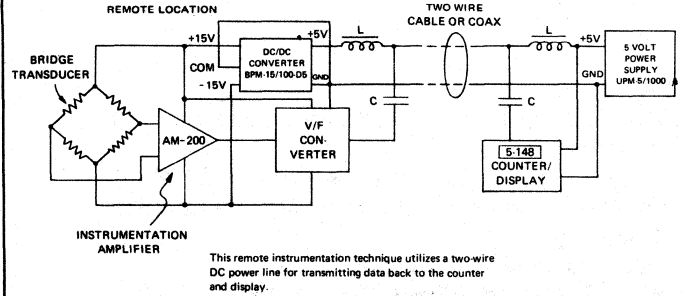 REMOTE LOCATION
TWO WIRE
CABLE OR COAX
BRIDGE
TRANSDUCER
+15V
COM
-15V
DC/DC
CONVERTER
BPM-15/100-D5
+5V
GND
L
L
+5V
GND
5 VOLT
POWER
SUPPLY
UPM-5/1000
C
C
AM-200
V/F
CON-
VERTER
5-148
COUNTER/
DISPLAY
INSTRUMENTATION
AMPLIFIER
This remote instrumentation technique utilizes a two-wire
DC power line for transmitting data back to the counter
and display.